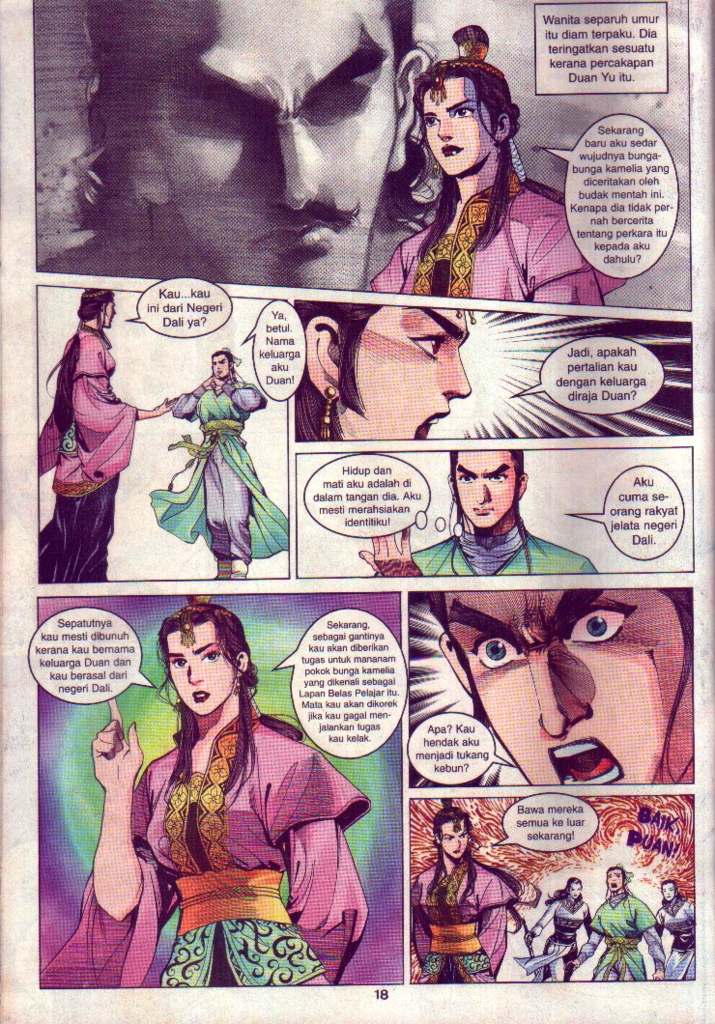 Wanita separuh umur
itu diam terpaku. Dia
teringatkan sesuatu
kerana percakapan
Duan Yu itu.
Sekarang
baru aku sedar
wujudnya bunga-
bunga kamelia yang
diceritakan oleh
budak mentah ini.
Kenapa dia tidak per-
nah bercerita
tentang perkara itu
kepada aku
dahulu?
Kau...kau
ini dari Negeri
Dali ya?
Ya,
betul.
Nama
keluarga
aku
Duan!
Jadi, apakah
pertalian kau
dengan keluarga
diraja Duan?
Hidup dan
mati aku adalah di
dalam tangan dia. Aku
mesti merahsiakan
identitiku!
Aku
cuma se-
orang rakyat
jelata negeri
Dali.
Sepatutnya
kau mesti dibunuh
kerana kau bernama
keluarga Duan dan
kau berasal dari
negeri Dali.
Sekarang,
sebagai gantinya
kau akan diberikan
tugas untuk mananam
pokok bunga kamelia
yang dikenali sebagai
Lapan Belas Pelajar itu.
Mata kau akan dikorek
jika kau gagal men-
jalankan tugas
kau kelak.
Apa? Kau
hendak aku
menjadi tukang
kebun?
Bawa mereka
semua ke luar
sekarang!
BAIK,
PUAN!
18